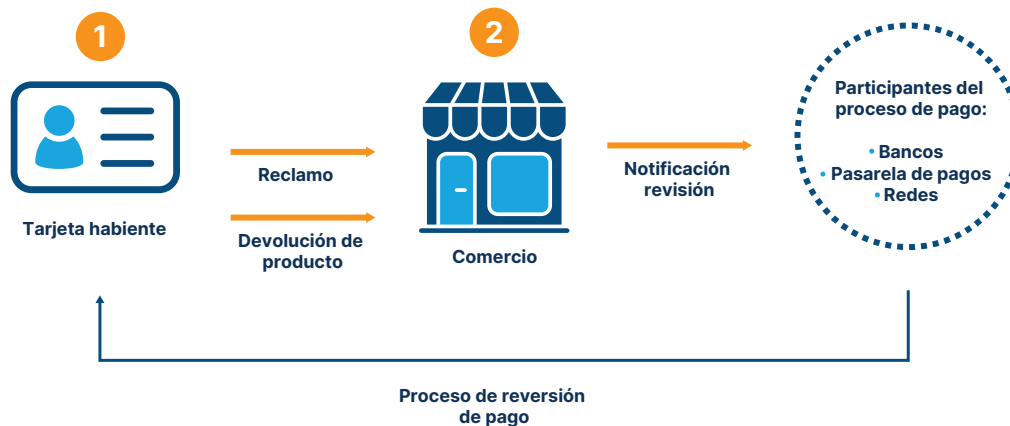 1
Tarjeta habiente
Reclamo
Devolución de
producto
2
Comercio
Notificación
revisión
Participantes del
proceso de pago:
• Bancos
• Pasarela de pagos
• Redes
Proceso de reversión
de pago